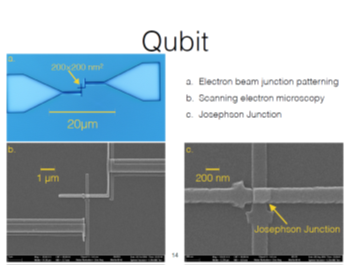 Qubit
a.
200×200 nm²
20μm
a. Electron beam junction patterning
b. Scanning electron microscopy
c. Josephson Junction
b.
1 μm
c.
200 nm
Josephson Junction
14